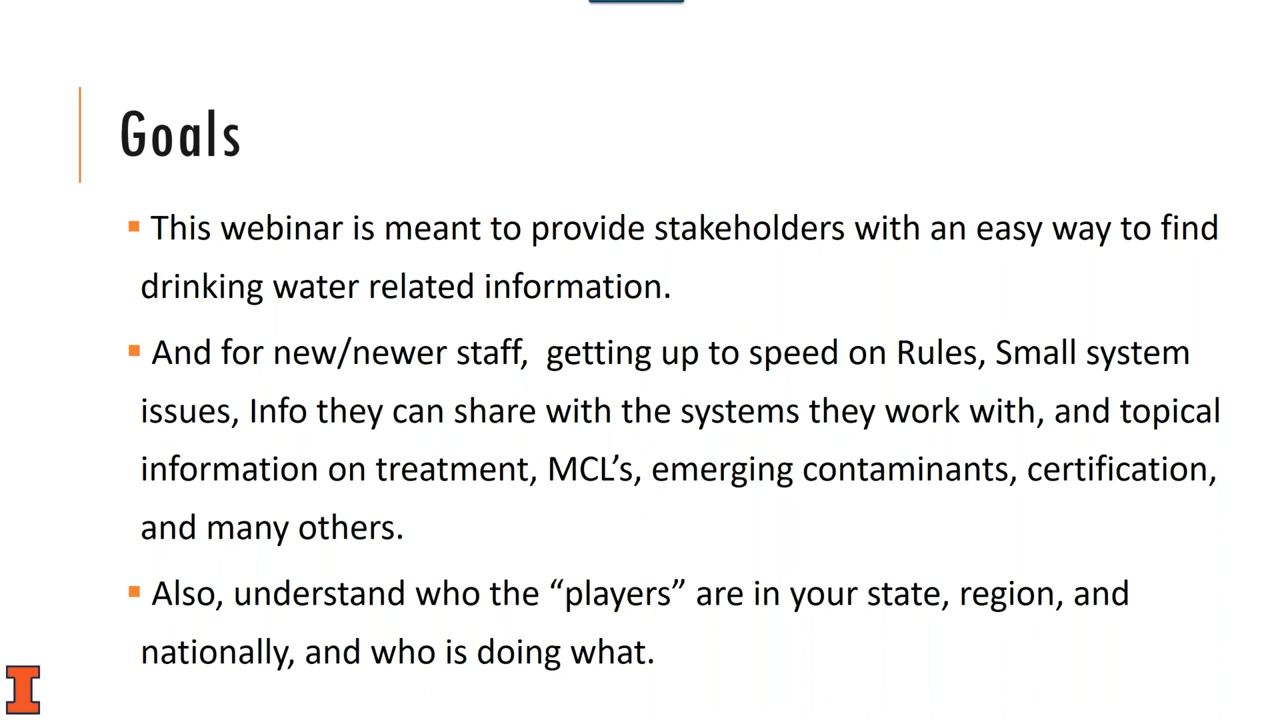 Goals
▪ This webinar is meant to provide stakeholders with an easy way to find
drinking water related information.
▪ And for new/newer staff,  getting up to speed on Rules, Small system
issues, Info they can share with the systems they work with, and topical
information on treatment, MCL’s, emerging contaminants, certification,
and many others.
▪ Also, understand who the “players” are in your state, region, and
nationally, and who is doing what.
I